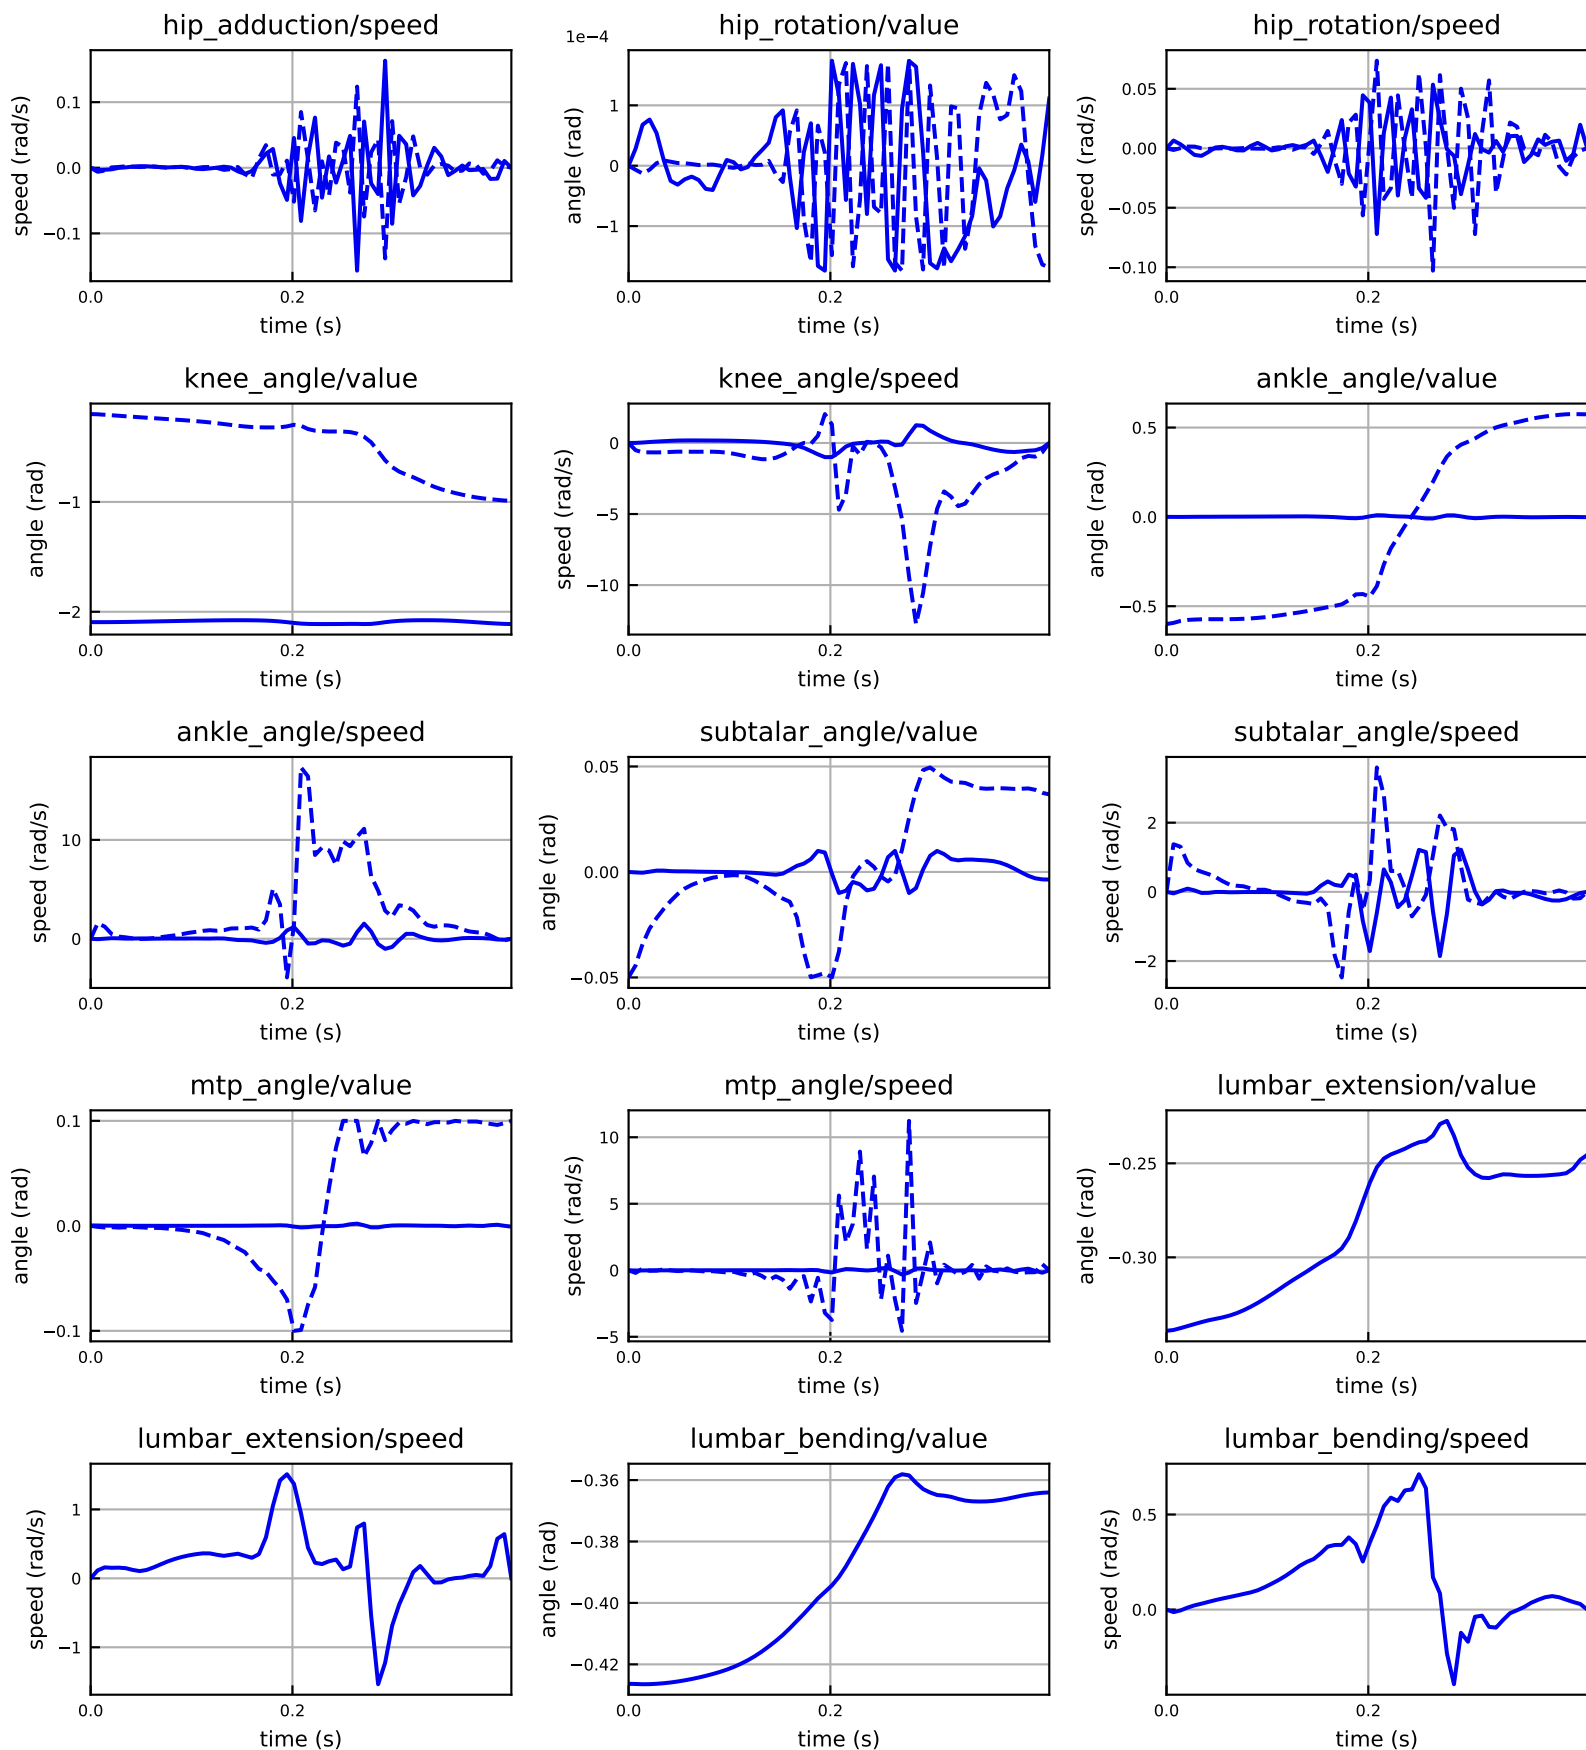 hip_adduction/speed
speed (rad/s)
0.1
0.0
−0.1
0.0
0.2
time (s)
hip_rotation/value
1e−4
angle (rad)
1
0
−1
0.0
0.2
time (s)
hip_rotation/speed
speed (rad/s)
0.05
0.00
−0.05
−0.10
0.0
0.2
time (s)
knee_angle/value
angle (rad)
−1
−2
0.0
0.2
time (s)
knee_angle/speed
speed (rad/s)
0
−5
−10
0.0
0.2
time (s)
ankle_angle/value
angle (rad)
0.5
0.0
−0.5
0.0
0.2
time (s)
ankle_angle/speed
speed (rad/s)
10
0
0.0
0.2
time (s)
subtalar_angle/value
angle (rad)
0.05
0.00
−0.05
0.0
0.2
time (s)
subtalar_angle/speed
speed (rad/s)
2
0
−2
0.0
0.2
time (s)
mtp_angle/value
angle (rad)
0.1
0.0
−0.1
0.0
0.2
time (s)
mtp_angle/speed
speed (rad/s)
10
5
0
−5
0.0
0.2
time (s)
lumbar_extension/value
angle (rad)
−0.25
−0.30
0.0
0.2
time (s)
lumbar_extension/speed
speed (rad/s)
1
0
−1
0.0
0.2
time (s)
lumbar_bending/value
angle (rad)
−0.36
−0.38
−0.40
−0.42
0.0
0.2
time (s)
lumbar_bending/speed
speed (rad/s)
0.5
0.0
0.0
0.2
time (s)